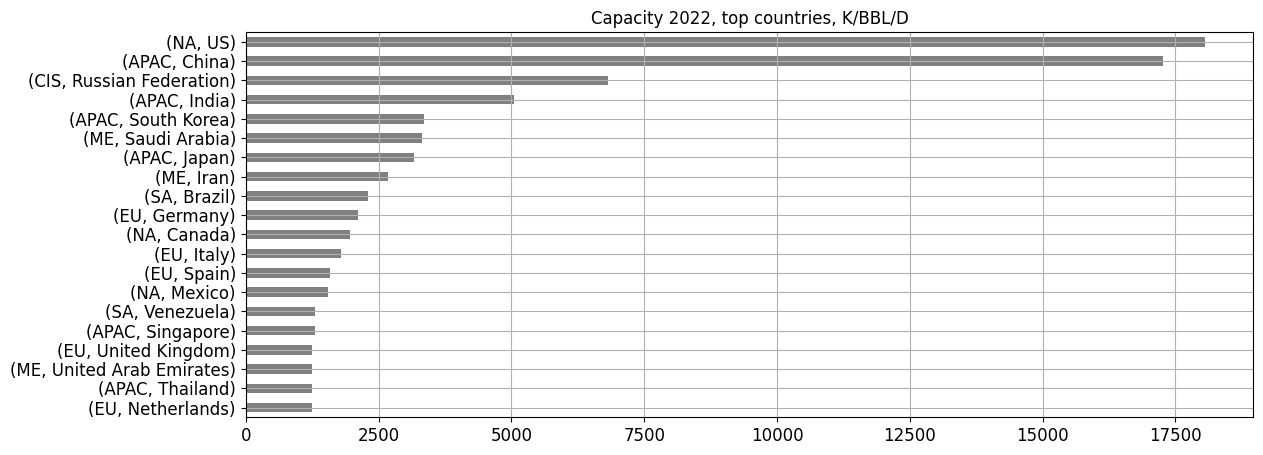 Capacity 2022, top countries, K/BBL/D
(NA, US)
(APAC, China)
(CIS, Russian Federation)
(APAC, India)
(APAC, South Korea)
(ME, Saudi Arabia)
(APAC, Japan)
(ME, Iran)
(SA, Brazil)
(EU, Germany)
(NA, Canada)
(EU, Italy)
(EU, Spain)
(NA, Mexico)
(SA, Venezuela)
(APAC, Singapore)
(EU, United Kingdom)
(ME, United Arab Emirates)
(APAC, Thailand)
(EU, Netherlands)
0 2500 5000 7500 10000 12500 15000 17500